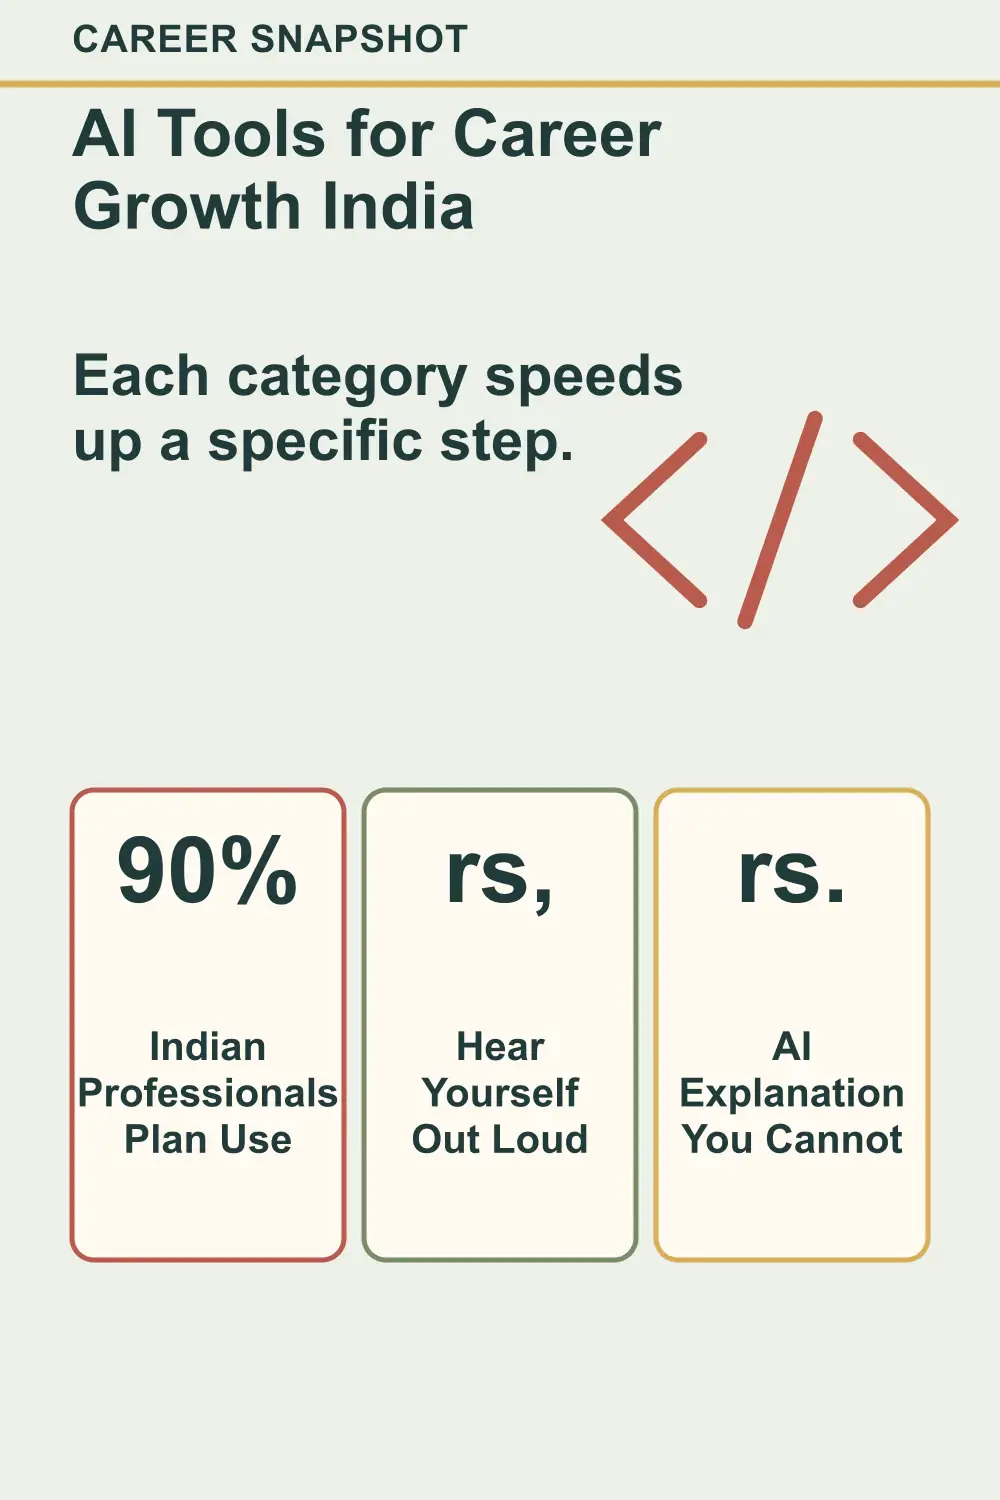 CAREER SNAPSHOT
AI Tools for Career
Growth India
Each category speeds
up a specific step.
</>
90%
Indian
Professionals
Plan Use
rs,
Hear
Yourself
Out Loud
rs.
AI
Explanation
You Cannot